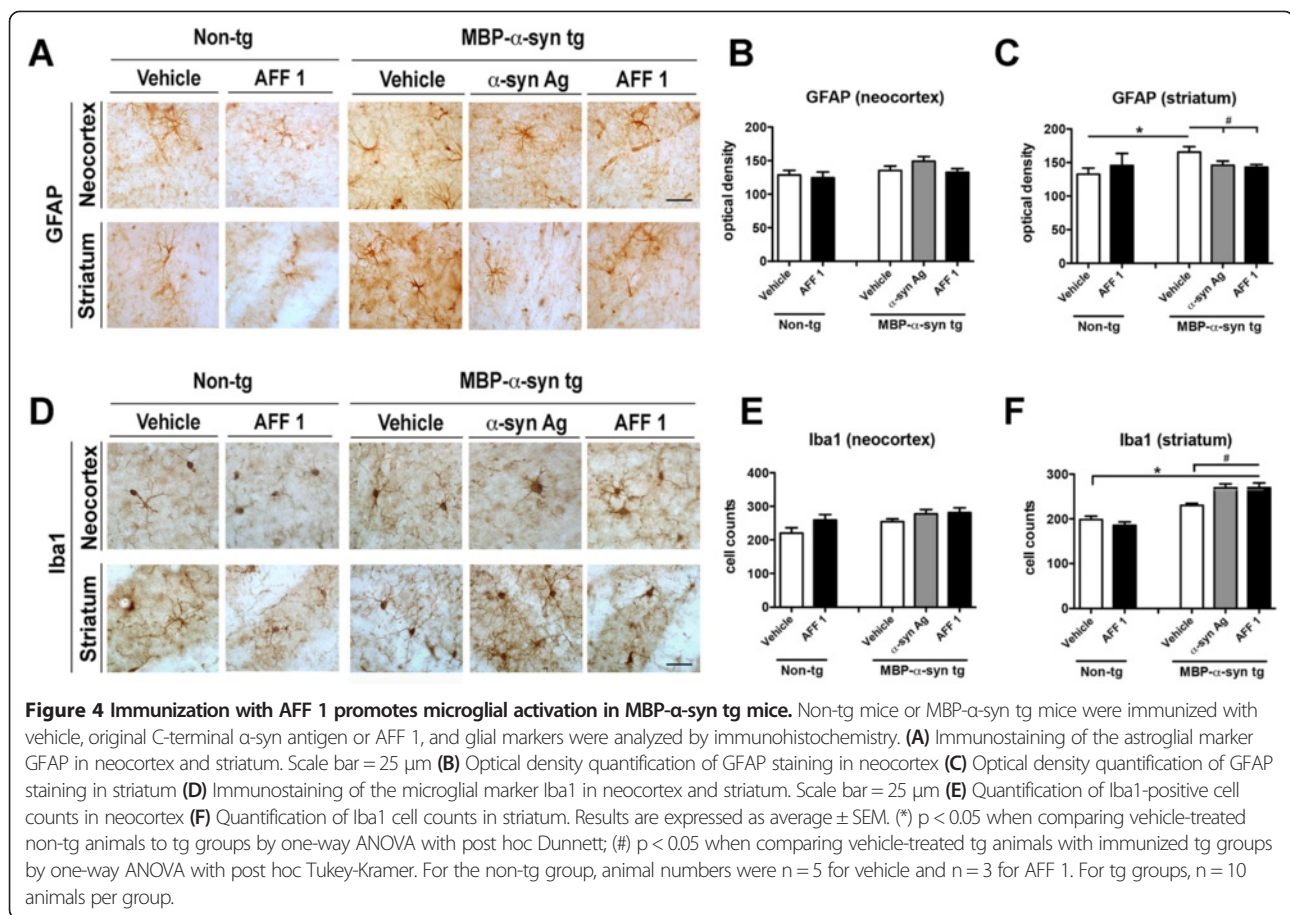 Non-tg
MBP-α-syn tg
A
Vehicle
AFF 1
Vehicle
α-syn Ag
AFF 1
GFAP
Neocortex
Striatum
B
GFAP (neocortex)
optical density
200
150
100
50
0
Vehicle
AFF 1
Vehicle
α-syn Ag
AFF 1
Non-tg
MBP-α-syn tg
C
GFAP (striatum)
optical density
200
150
100
50
0
*
#
Vehicle
AFF 1
Vehicle
α-syn Ag
AFF 1
Non-tg
MBP-α-syn tg
Non-tg
MBP-α-syn tg
D
Vehicle
AFF 1
Vehicle
α-syn Ag
AFF 1
Iba1
Neocortex
Striatum
E
Iba1 (neocortex)
cell counts
400
300
200
100
0
Vehicle
AFF 1
Vehicle
α-syn Ag
AFF 1
Non-tg
MBP-α-syn tg
F
Iba1 (striatum)
cell counts
400
300
200
100
0
*
#
Vehicle
AFF 1
Vehicle
α-syn Ag
AFF 1
Non-tg
MBP-α-syn tg
Figure 4 Immunization with AFF 1 promotes microglial activation in MBP-α-syn tg mice. Non-tg mice or MBP-α-syn tg mice were immunized with
vehicle, original C-terminal α-syn antigen or AFF 1, and glial markers were analyzed by immunohistochemistry. (A) Immunostaining of the astroglial marker
GFAP in neocortex and striatum. Scale bar = 25 μm (B) Optical density quantification of GFAP staining in neocortex (C) Optical density quantification of GFAP
staining in striatum (D) Immunostaining of the microglial marker Iba1 in neocortex and striatum. Scale bar = 25 μm (E) Quantification of Iba1-positive cell
counts in neocortex (F) Quantification of Iba1 cell counts in striatum. Results are expressed as average ± SEM. (*) p < 0.05 when comparing vehicle-treated
non-tg animals to tg groups by one-way ANOVA with post hoc Dunnett; (#) p < 0.05 when comparing vehicle-treated tg animals with immunized tg groups
by one-way ANOVA with post hoc Tukey-Kramer. For the non-tg group, animal numbers were n = 5 for vehicle and n = 3 for AFF 1. For tg groups, n = 10
animals per group.